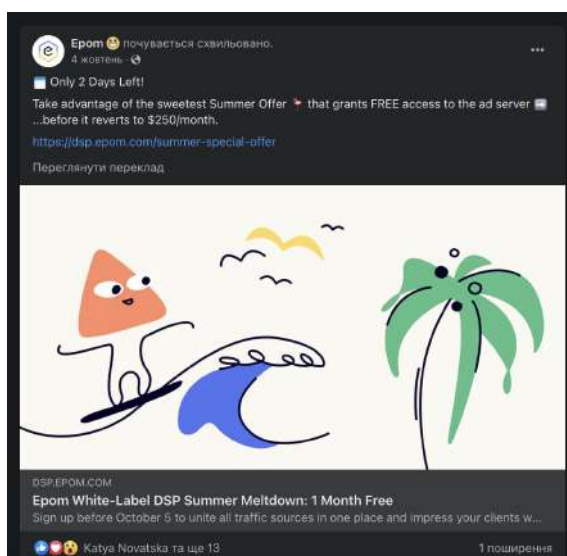 Epom 😆 почувається схвильовано.
4 жовтень ·
🗓️ Only 2 Days Left!
Take advantage of the sweetest Summer Offer 🍹 that grants FREE access to the ad server ➡️
...before it reverts to $250/month.
https://dsp.epom.com/summer-special-offer
Переглянути переклад
DSP.EPOM.COM
Epom White-Label DSP Summer Meltdown: 1 Month Free
Sign up before October 5 to unite all traffic sources in one place and impress your clients w...
Katya Novatska та ще 13
1 поширення